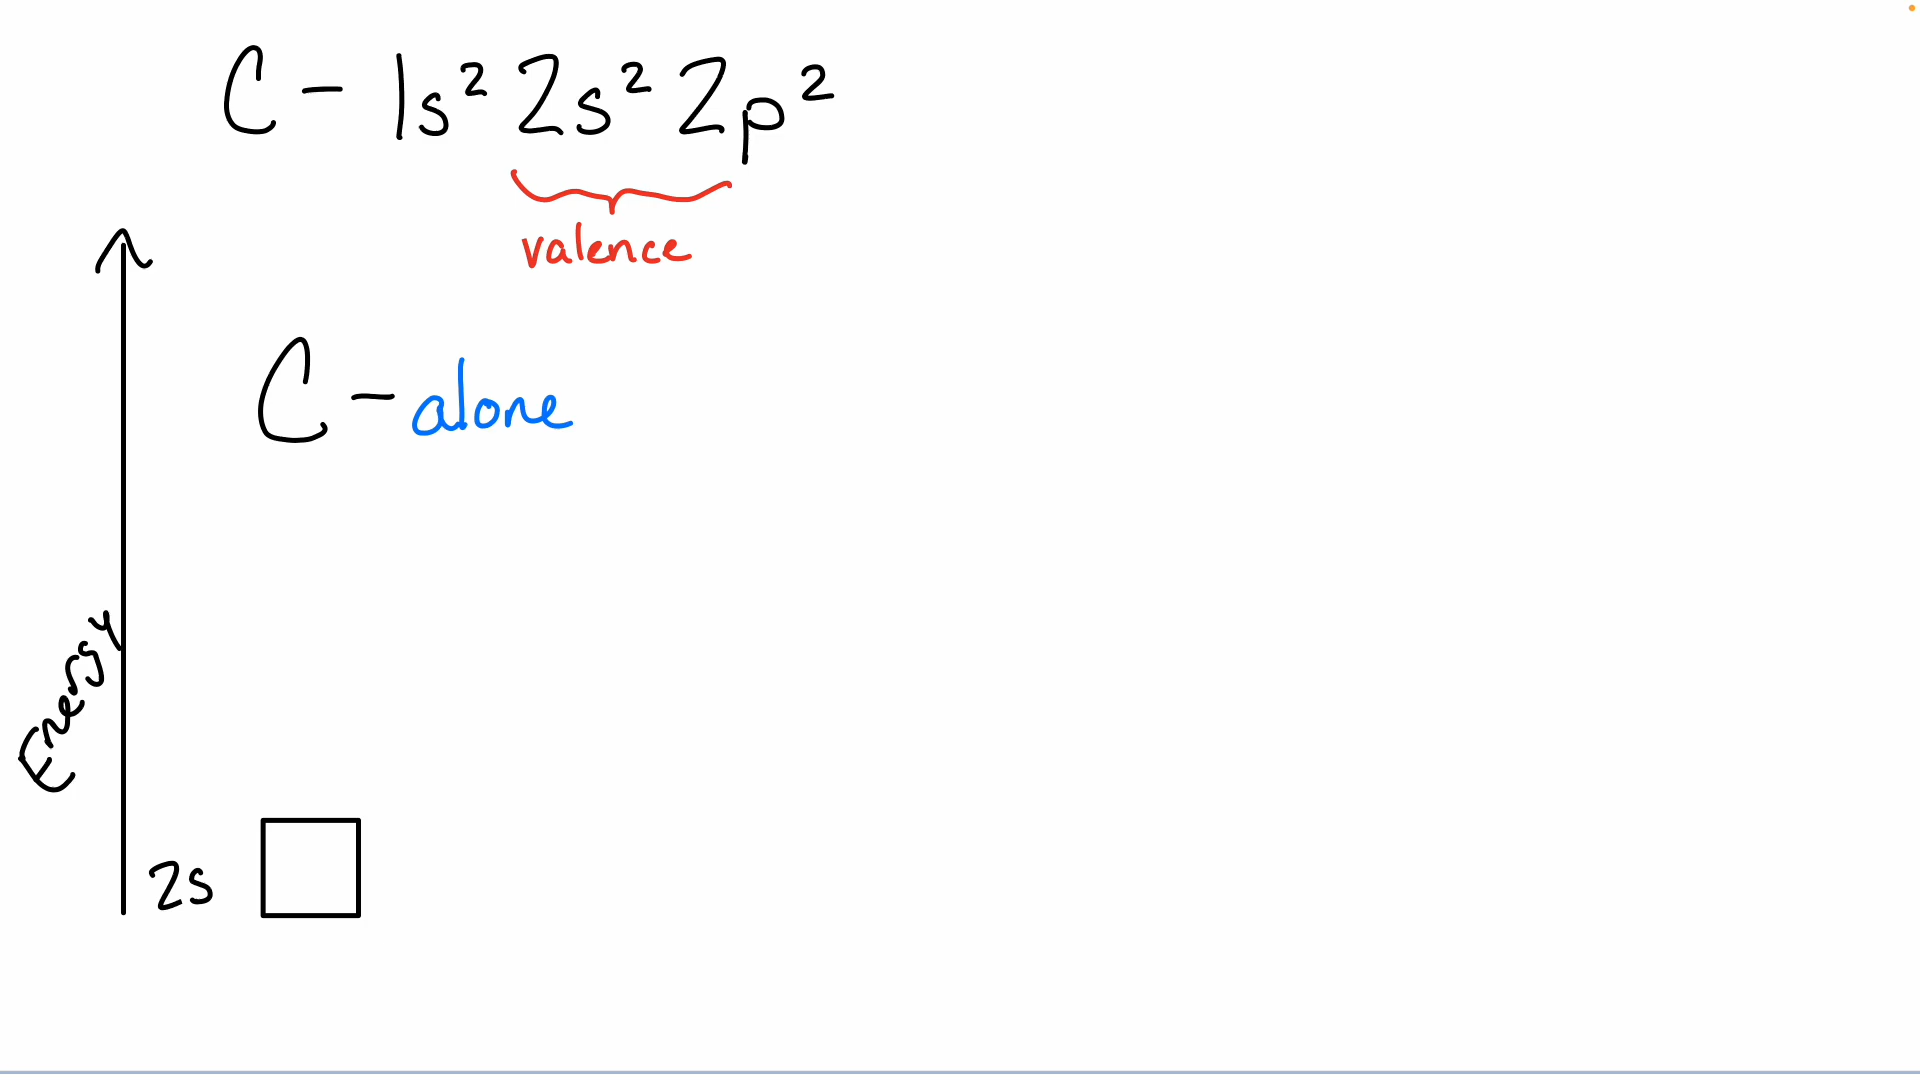 C - 1s² 2s² 2p²
valence
C - alone
Energy
2s